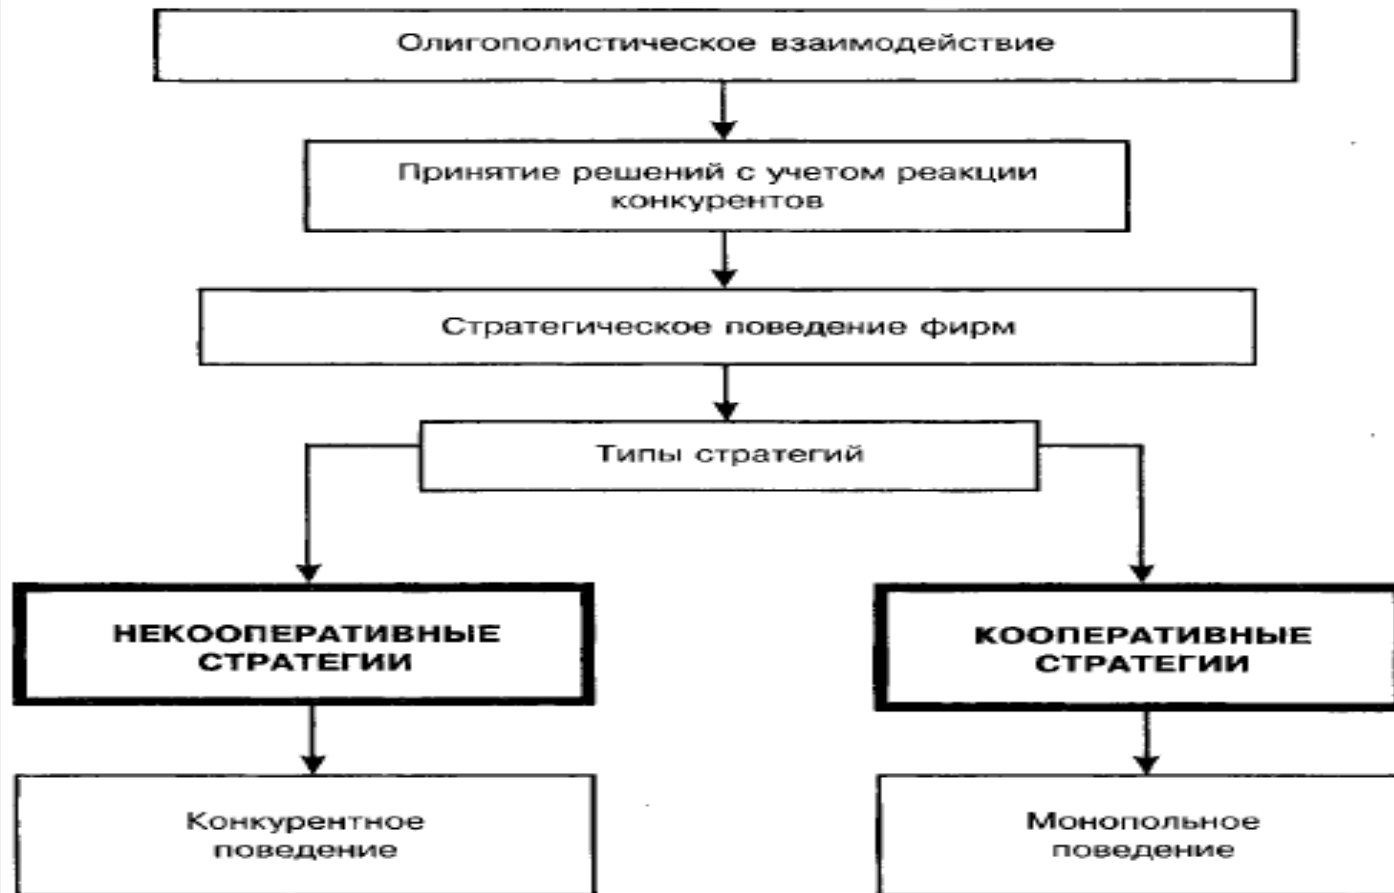 Олигополистическое взаимодействие
Принятие решений с учетом реакции
конкурентов
Стратегическое поведение фирм
Типы стратегий
НЕКООПЕРАТИВНЫЕ
СТРАТЕГИИ
КООПЕРАТИВНЫЕ
СТРАТЕГИИ
Конкурентное
поведение
Монопольное
поведение